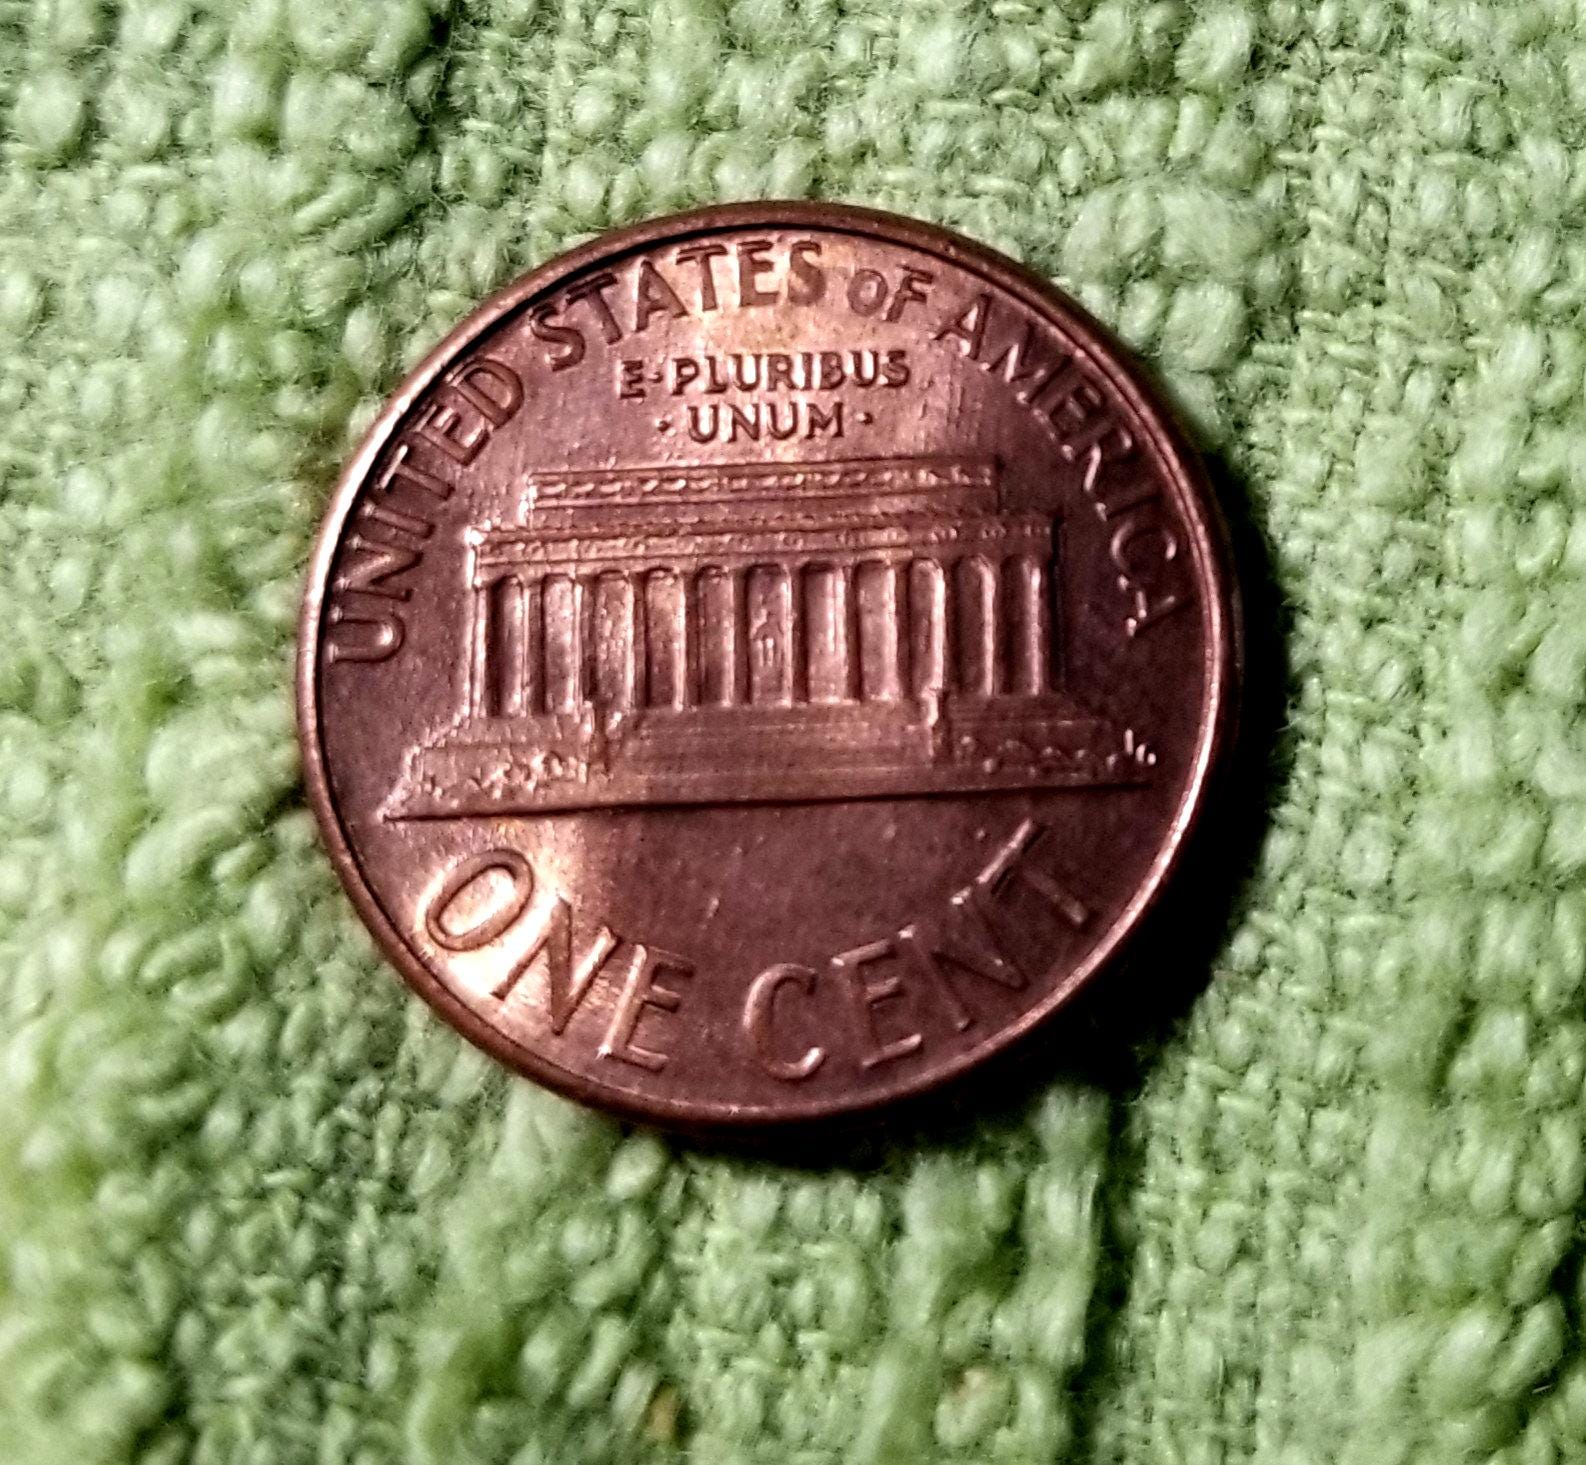 UNITED STATES OF AMERICA
E·PLURIBUS
·UNUM·
ONE CENT